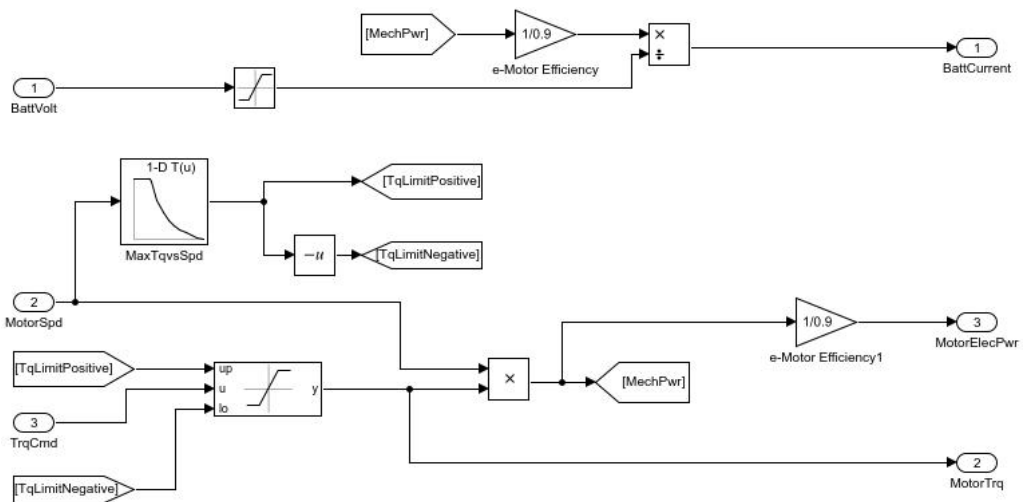 [MechPwr]
1/0.9
×
÷
1
e-Motor Efficiency
BattCurrent
1
BattVolt
1-D T(u)
[TqLimitPositive]
MaxTqvsSpd
-u
[TqLimitNegative]
2
MotorSpd
1/0.9
3
e-Motor Efficiency1
MotorElecPwr
[TqLimitPositive]
up
u
y
lo
×
[MechPwr]
3
TrqCmd
2
MotorTrq
[TqLimitNegative]